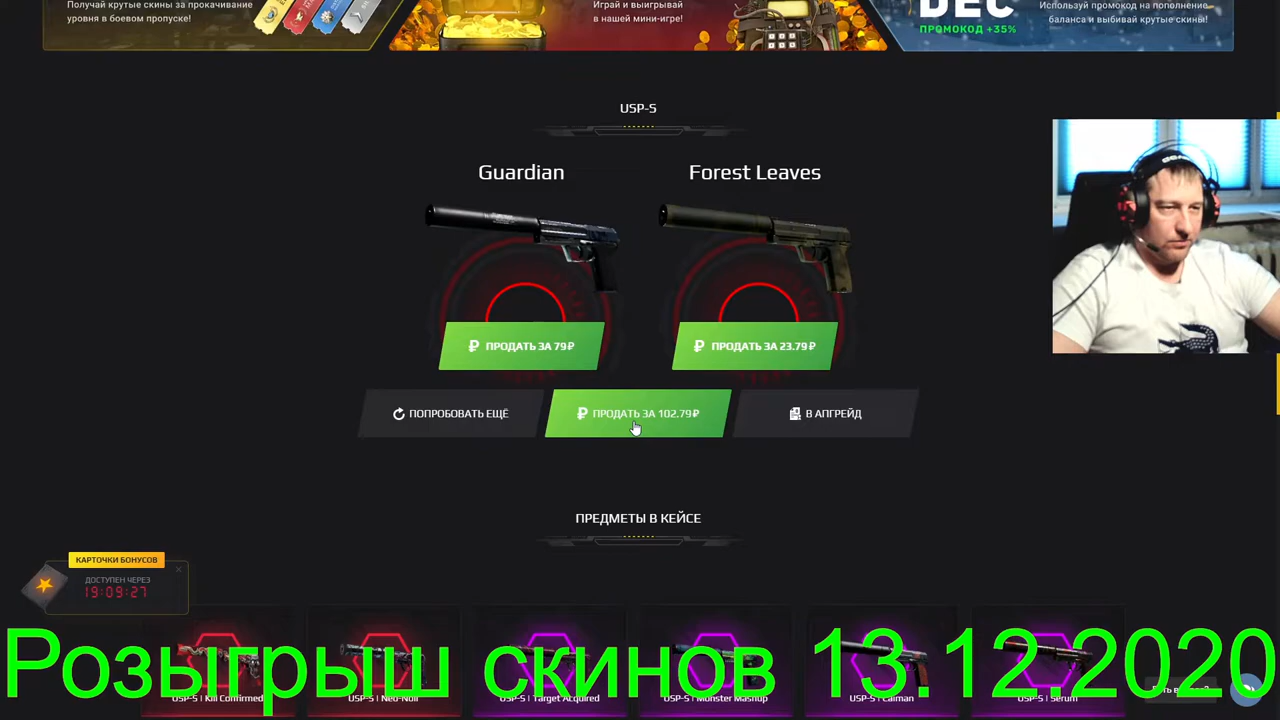 Получай крутые скины за прокачивание
уровня в боевом пропуске!
Играй и выигрывай
в нашей мини-игре!
DEC
ПРОМОКОД +35%
Используй промокод на пополнение
баланса и выбивай крутые скины!
USP-S
Guardian
Forest Leaves
ПРОДАТЬ ЗА 79₽
ПРОДАТЬ ЗА 23.79₽
ПОПРОБОВАТЬ ЕЩЁ
ПРОДАТЬ ЗА 102.79₽
В АПГРЕЙД
ПРЕДМЕТЫ В КЕЙСЕ
КАРТОЧКИ БОНУСОВ
ДОСТУПЕН ЧЕРЕЗ
19:09:27
Розыгрыш скинов 13.12.2020
USP-S | Kill Confirmed
USP-S | Neo-Noir
USP-S | Target Acquired
USP-S | Monster Mashup
USP-S | Caiman
USP-S | Serum